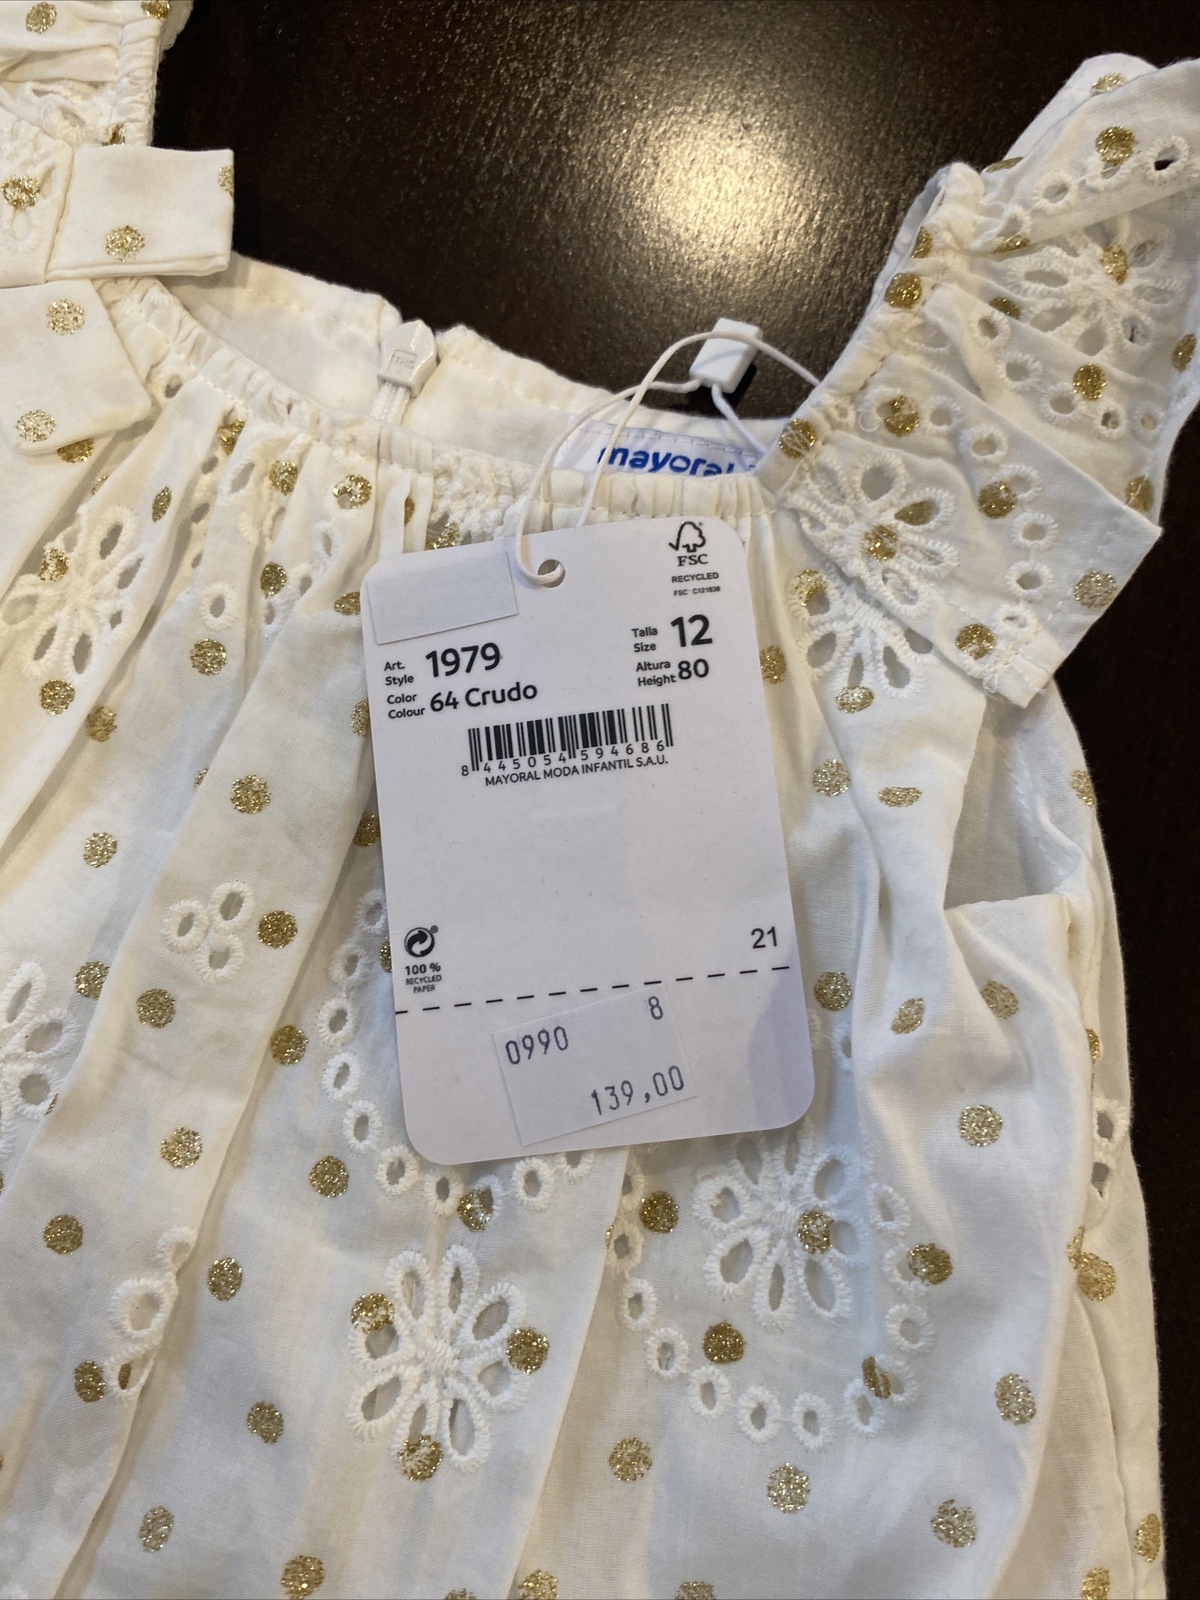 mayoral
FSC
RECYCLED
FSC C121838
Art.
Style 1979
Talla
Size 12
Color
Colour 64 Crudo
Altura
Height 80
8 445054 594686
MAYORAL MODA INFANTIL S.A.U.
100 %
RECYCLED
PAPER
21
0990 8
139,00